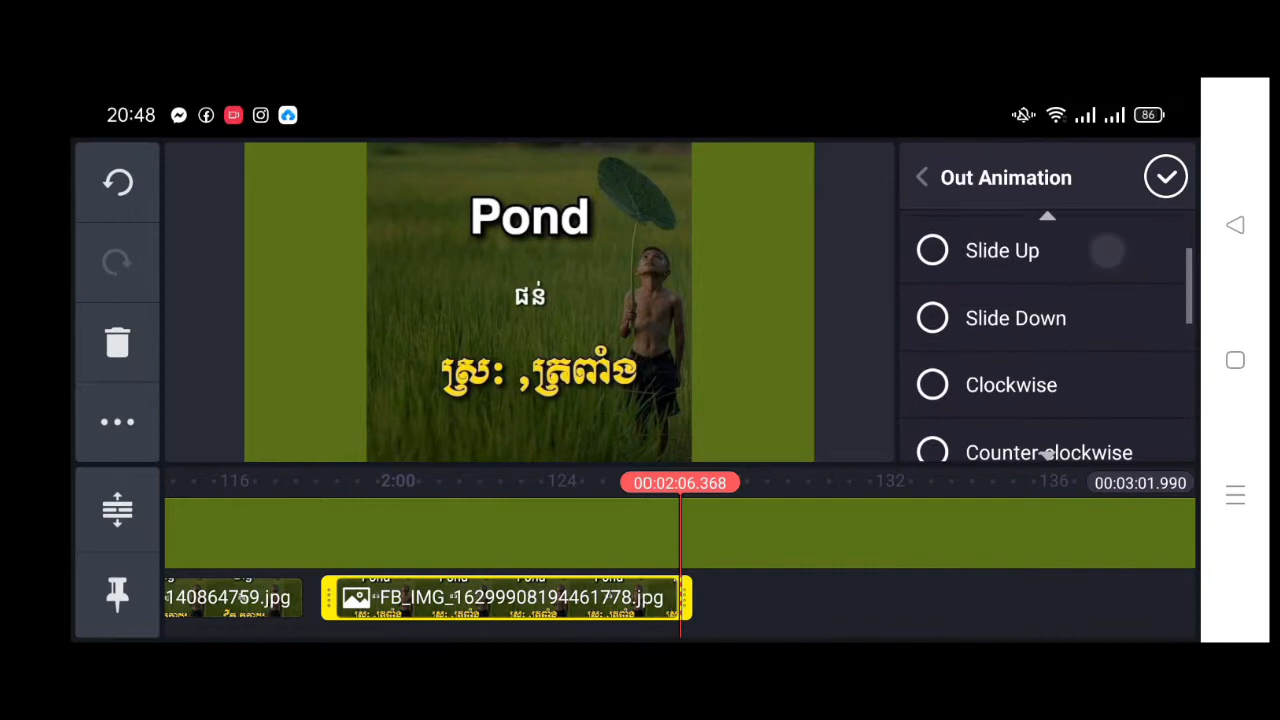 20:48
86
Out Animation
Pond
ផន់
ស្រះ ,ត្រពាំង
Slide Up
Slide Down
Clockwise
Counter-clockwise
116
2:00
124
00:02:06.368
132
136
00:03:01.990
140864759.jpg
FB_IMG_16299908194461778.jpg